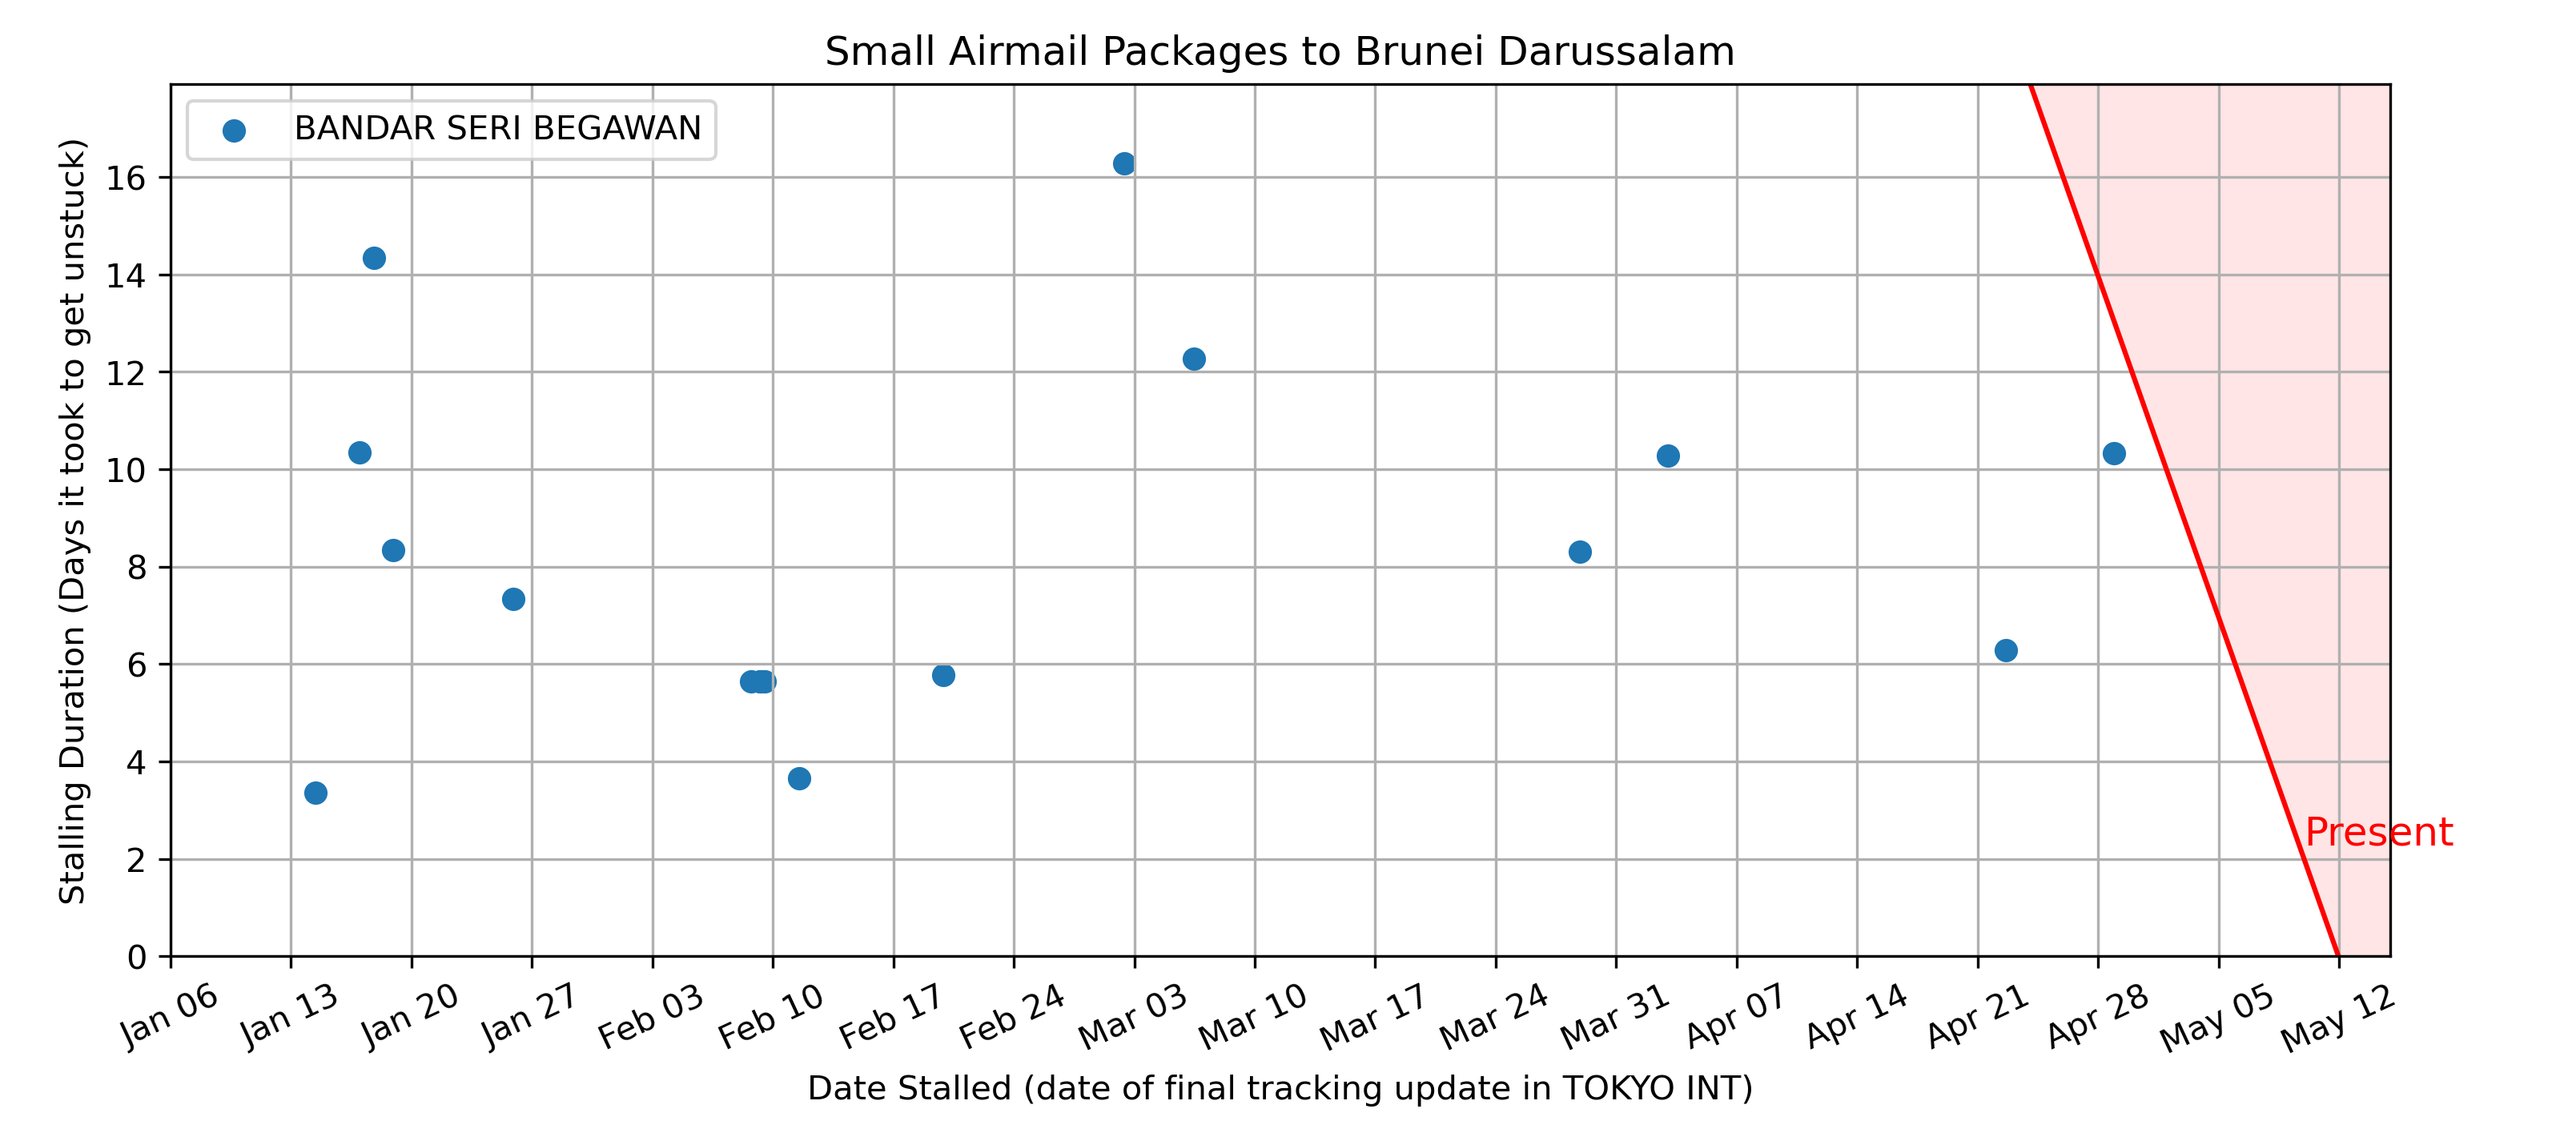 Small Airmail Packages to Brunei Darussalam
BANDAR SERI BEGAWAN
Stalling Duration (Days it took to get unstuck)
16
14
12
10
8
6
4
2
0
Present
Jan 06
Jan 13
Jan 20
Jan 27
Feb 03
Feb 10
Feb 17
Feb 24
Mar 03
Mar 10
Mar 17
Mar 24
Mar 31
Apr 07
Apr 14
Apr 21
Apr 28
May 05
May 12
Date Stalled (date of final tracking update in TOKYO INT)